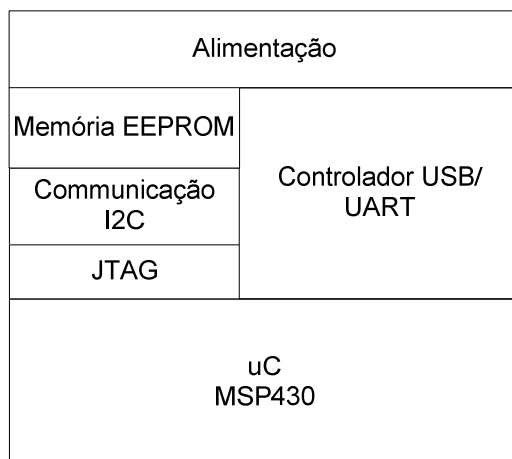 Alimentação
Memória EEPROM
Communicação
I2C
JTAG
Controlador USB/
UART
uC
MSP430